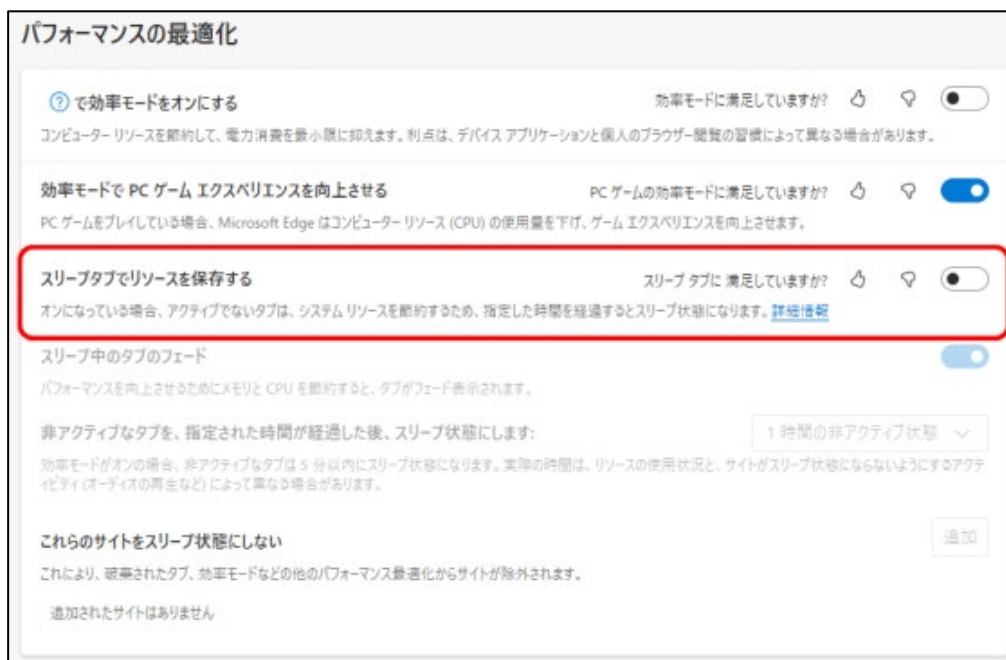 パフォーマンスの最適化
? で効率モードをオンにする 効率モードに満足していますか?
コンピューター リソースを節約して、電力消費を最小限に抑えます。利点は、デバイス アプリケーションと個人のブラウザー閲覧の習慣によって異なる場合があります。
効率モードで PC ゲーム エクスペリエンスを向上させる PC ゲームの効率モードに満足していますか?
PC ゲームをプレイしている場合、Microsoft Edge はコンピューター リソース (CPU) の使用量を下げ、ゲーム エクスペリエンスを向上させます。
スリープタブでリソースを保存する スリープ タブに 満足していますか?
オンになっている場合、アクティブでないタブは、システム リソースを節約するため、指定した時間を経過するとスリープ状態になります。詳細情報
スリープ中のタブのフェード
パフォーマンスを向上させるためにメモリと CPU を節約すると、タブがフェード表示されます。
非アクティブなタブを、指定された時間が経過した後、スリープ状態にします: 1 時間の非アクティブ状態
効率モードがオンの場合、非アクティブなタブは 5 分以内にスリープ状態になります。実際の時間は、リソースの使用状況と、サイトがスリープ状態にならないようにするアクテ
ィビティ (オーディオの再生など) によって異なる場合があります。
これらのサイトをスリープ状態にしない 追加
これにより、破棄されたタブ、効率モードなどの他のパフォーマンス最適化からサイトが除外されます。
追加されたサイトはありません